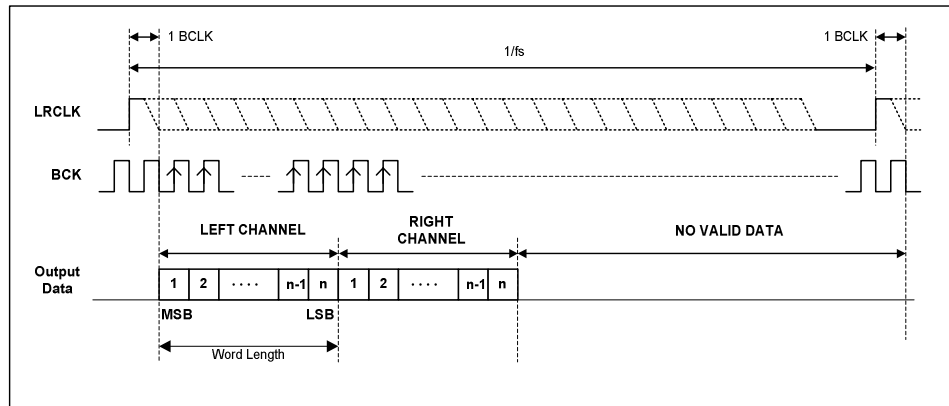 1 BCLK
1 BCLK
1/fs
LRCLK
BCK
LEFT CHANNEL
RIGHT
CHANNEL
NO VALID DATA
Output
Data
1 2 · · · · n-1 n 1 2 · · · · n-1 n
MSB LSB
Word Length